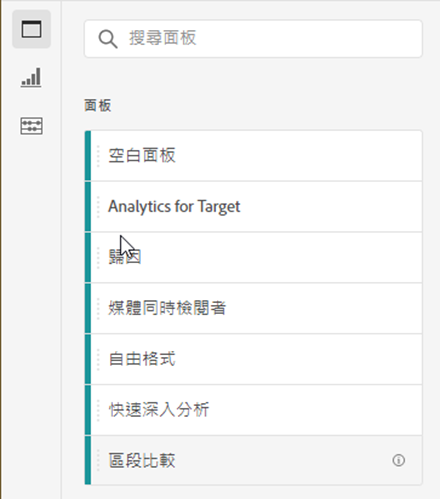 搜尋面板
面板
空白面板
Analytics for Target
歸因
媒體同時檢閱者
自由格式
快速深入分析
區段比較